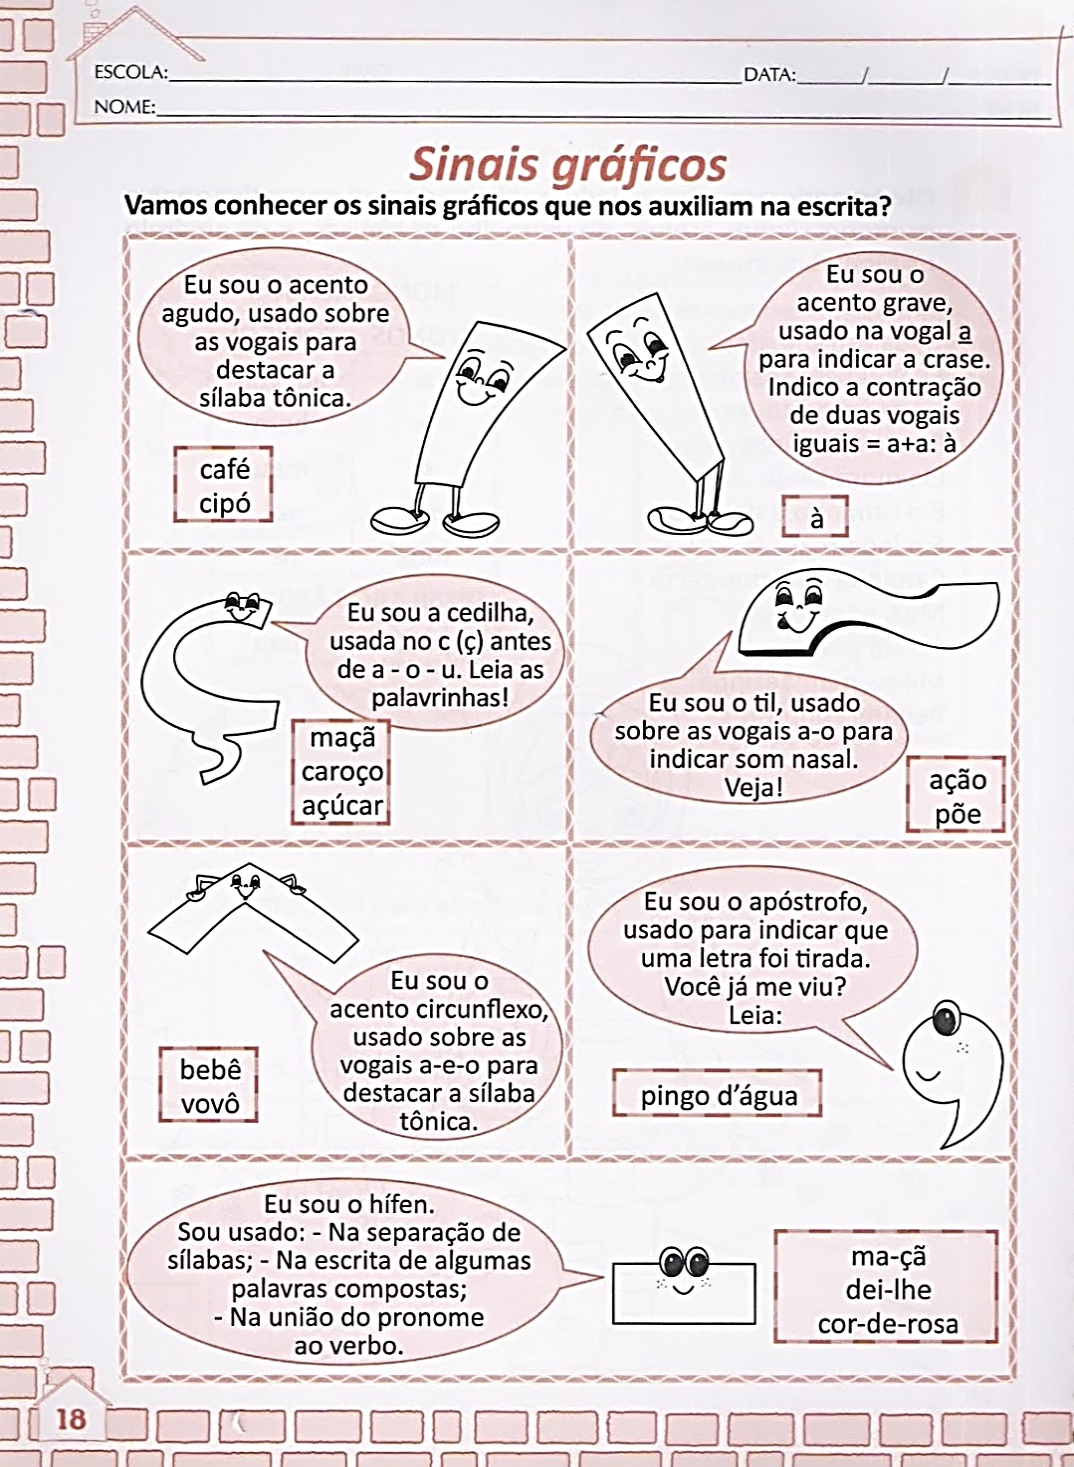 ESCOLA: DATA: / /
NOME:
Sinais gráficos
Vamos conhecer os sinais gráficos que nos auxiliam na escrita?
Eu sou o acento
agudo, usado sobre
as vogais para
destacar a
sílaba tônica.
café
cipó
Eu sou o
acento grave,
usado na vogal a
para indicar a crase.
Indico a contração
de duas vogais
iguais = a+a: à
à
Eu sou a cedilha,
usada no c (ç) antes
de a - o - u. Leia as
palavrinhas!
maçã
caroço
açúcar
Eu sou o til, usado
sobre as vogais a-o para
indicar som nasal.
Veja!
ação
põe
Eu sou o
acento circunflexo,
usado sobre as
vogais a-e-o para
destacar a sílaba
tônica.
bebê
vovô
Eu sou o apóstrofo,
usado para indicar que
uma letra foi tirada.
Você já me viu?
Leia:
pingo d’água
Eu sou o hífen.
Sou usado: - Na separação de
sílabas; - Na escrita de algumas
palavras compostas;
- Na união do pronome
ao verbo.
ma-çã
dei-lhe
cor-de-rosa
18